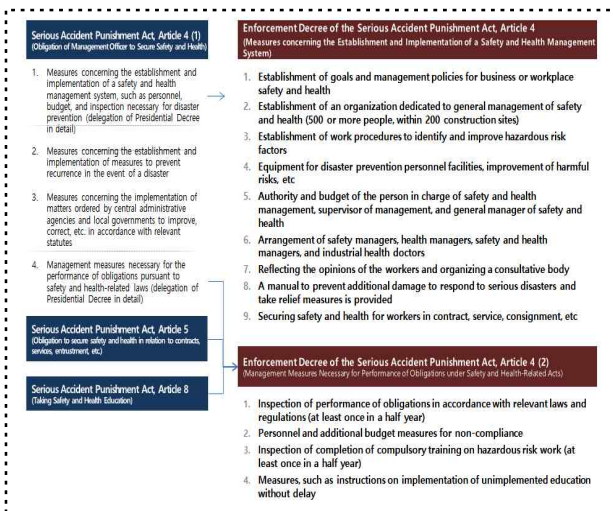 Serious Accident Punishment Act, Article 4 (1)
(Obligation of Management Officer to Secure Safety and Health)
1. Measures concerning the establishment and
implementation of a safety and health
management system, such as personnel,
budget, and inspection necessary for disaster
prevention (delegation of Presidential Decree
in detail)
2. Measures concerning the establishment and
implementation of measures to prevent
recurrence in the event of a disaster
3. Measures concerning the implementation of
matters ordered by central administrative
agencies and local governments to improve,
correct, etc. in accordance with relevant
statutes
4. Management measures necessary for the
performance of obligations pursuant to
safety and health-related laws (delegation of
Presidential Decree in detail)
Serious Accident Punishment Act, Article 5
(Obligation to secure safety and health in relation to contracts,
services, entrustment, etc.)
Serious Accident Punishment Act, Article 8
(Taking Safety and Health Education)
Enforcement Decree of the Serious Accident Punishment Act, Article 4
(Measures concerning the Establishment and Implementation of a Safety and Health Management
System)
1. Establishment of goals and management policies for business or workplace
safety and health
2. Establishment of an organization dedicated to general management of safety
and health (500 or more people, within 200 construction sites)
3. Establishment of work procedures to identify and improve hazardous risk
factors
4. Equipment for disaster prevention personnel facilities, improvement of harmful
risks, etc
5. Authority and budget of the person in charge of safety and health
management, supervisor of management, and general manager of safety and
health
6. Arrangement of safety managers, health managers, safety and health
managers, and industrial health doctors
7. Reflecting the opinions of the workers and organizing a consultative body
8. A manual to prevent additional damage to respond to serious disasters and
take relief measures is provided
9. Securing safety and health for workers in contract, service, consignment, etc
Enforcement Decree of the Serious Accident Punishment Act, Article 4 (2)
(Management Measures Necessary for Performance of Obligations under Safety and Health-Related Acts)
1. Inspection of performance of obligations in accordance with relevant laws and
regulations (at least once in a half year)
2. Personnel and additional budget measures for non-compliance
3. Inspection of completion of compulsory training on hazardous risk work (at
least once in a half year)
4. Measures, such as instructions on implementation of unimplemented education
without delay